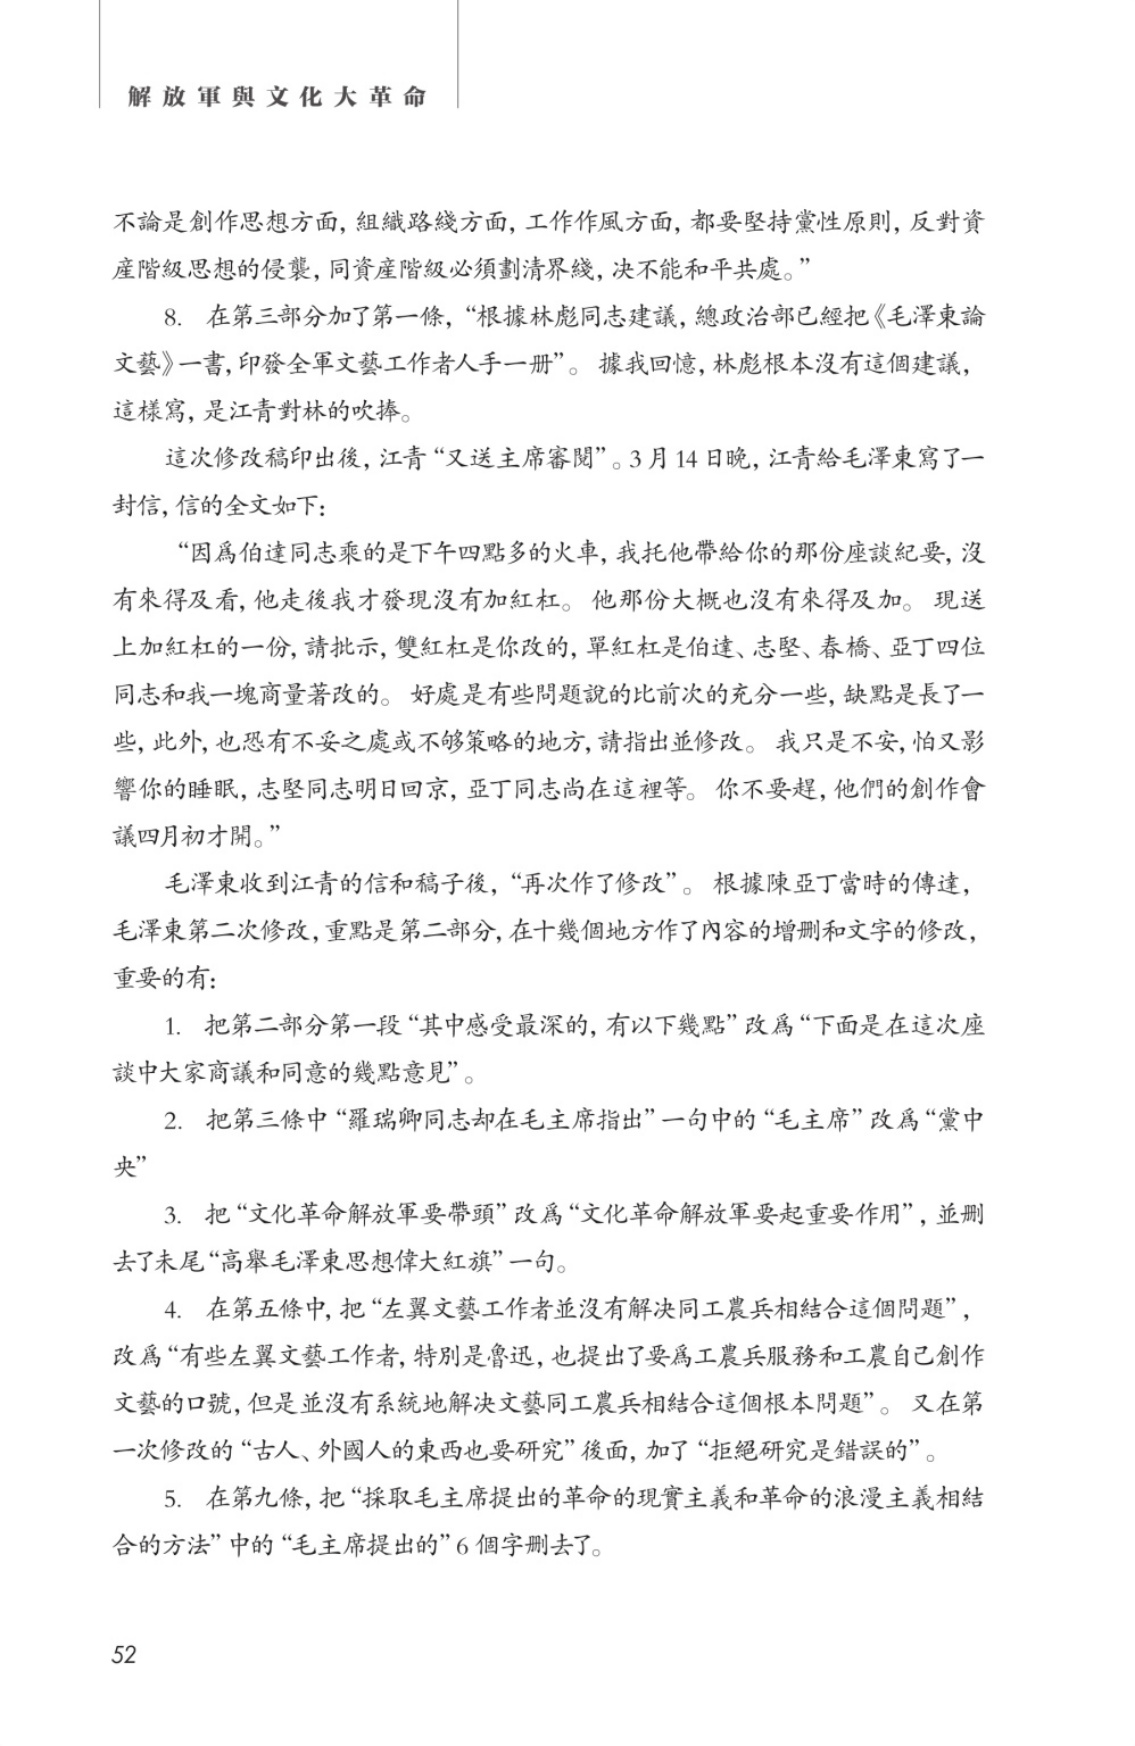 解放軍與文化大革命
不論是創作思想方面,組織路綫方面,工作作風方面,都要堅持黨性原則,反對資
産階級思想的侵襲,同資産階級必須劃清界綫,决不能和平共處。”
8. 在第三部分加了第一條,“根據林彪同志建議,總政治部已經把《毛澤東論
文藝》一書,印發全軍文藝工作者人手一册”。據我回憶,林彪根本沒有這個建議,
這樣寫,是江青對林的吹捧。
這次修改稿印出後,江青“又送主席審閱”。3月14日晚,江青給毛澤東寫了一
封信,信的全文如下:
“因爲伯達同志乘的是下午四點多的火車,我托他帶給你的那份座談紀要,沒
有來得及看,他走後我才發現沒有加紅杠。他那份大概也沒有來得及加。現送
上加紅杠的一份,請批示,雙紅杠是你改的,單紅杠是伯達、志堅、春橋、亞丁四位
同志和我一塊商量著改的。好處是有些問題說的比前次的充分一些,缺點是長了一
些,此外,也恐有不妥之處或不够策略的地方,請指出並修改。我只是不安,怕又影
響你的睡眠,志堅同志明日回京,亞丁同志尚在這裡等。你不要趕,他們的創作會
議四月初才開。”
毛澤東收到江青的信和稿子後,“再次作了修改”。根據陳亞丁當時的傳達,
毛澤東第二次修改,重點是第二部分,在十幾個地方作了內容的增删和文字的修改,
重要的有:
1. 把第二部分第一段“其中感受最深的,有以下幾點”改爲“下面是在這次座
談中大家商議和同意的幾點意見”。
2. 把第三條中“羅瑞卿同志却在毛主席指出”一句中的“毛主席”改爲“黨中
央”
3. 把“文化革命解放軍要帶頭”改爲“文化革命解放軍要起重要作用”,並删
去了末尾“高舉毛澤東思想偉大紅旗”一句。
4. 在第五條中,把“左翼文藝工作者並沒有解决同工農兵相結合這個問題”,
改爲“有些左翼文藝工作者,特別是魯迅,也提出了要爲工農兵服務和工農自己創作
文藝的口號,但是並沒有系統地解决文藝同工農兵相結合這個根本問題”。又在第
一次修改的“古人、外國人的東西也要研究”後面,加了“拒絕研究是錯誤的”。
5. 在第九條,把“採取毛主席提出的革命的現實主義和革命的浪漫主義相結
合的方法”中的“毛主席提出的”6個字删去了。
52